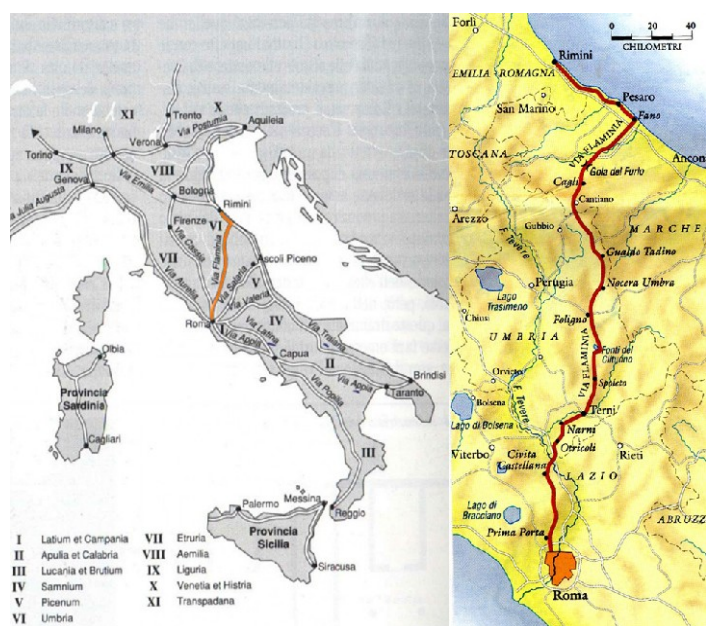 XI
X
Trento
Milano
Aquileia
Via Postumia
Verona
Torino
VIII
IX
Genova
Via Emilia
Bologna
a Julia Augusta
Rimini
Firenze
VI
Via Cassia
Via Flaminia
VII
Ascoli Piceno
Via Aurelia
Via Salaria
V
Via Valeria
Roma
I
IV
Via Latina
Via Traiana
Via Appia
Capua
II
Olbia
Brindisi
Via Appia
Via Popilia
Taranto
Provincia
Sardinia
Cagliari
III
Messina
Palermo
Reggio
Provincia
Sicilia
Siracusa
I Latium et Campania
II Apulia et Calabria
III Lucania et Brutium
IV Samnium
V Picenum
VI Umbria
VII Etruria
VIII Aemilia
IX Liguria
X Venetia et Histria
XI Transpadana
Forlì
0 20 40
CHILOMETRI
Rimini
EMILIA-ROMAGNA
San Marino
Pesaro
Fano
VIA FLAMINIA
TOSCANA
Ancon
Gola del Furlo
Cagli
Cantiano
Arezzo
Gubbio
MARCHE
F. Tevere
Gualdo Tadino
Perugia
Nocera Umbra
Lago
Trasimeno
Chiusi
Foligno
UMBRIA
Fonti del
Clitunno
VIA FLAMINIA
Orvieto
Spoleto
F. Tevere
Bolsena
Terni
Lago di Bolsena
Narni
Otricoli
Viterbo
Rieti
Civita
Castellana
LAZIO
Lago di
Bracciano
ABRUZZ
Prima Porta
Roma